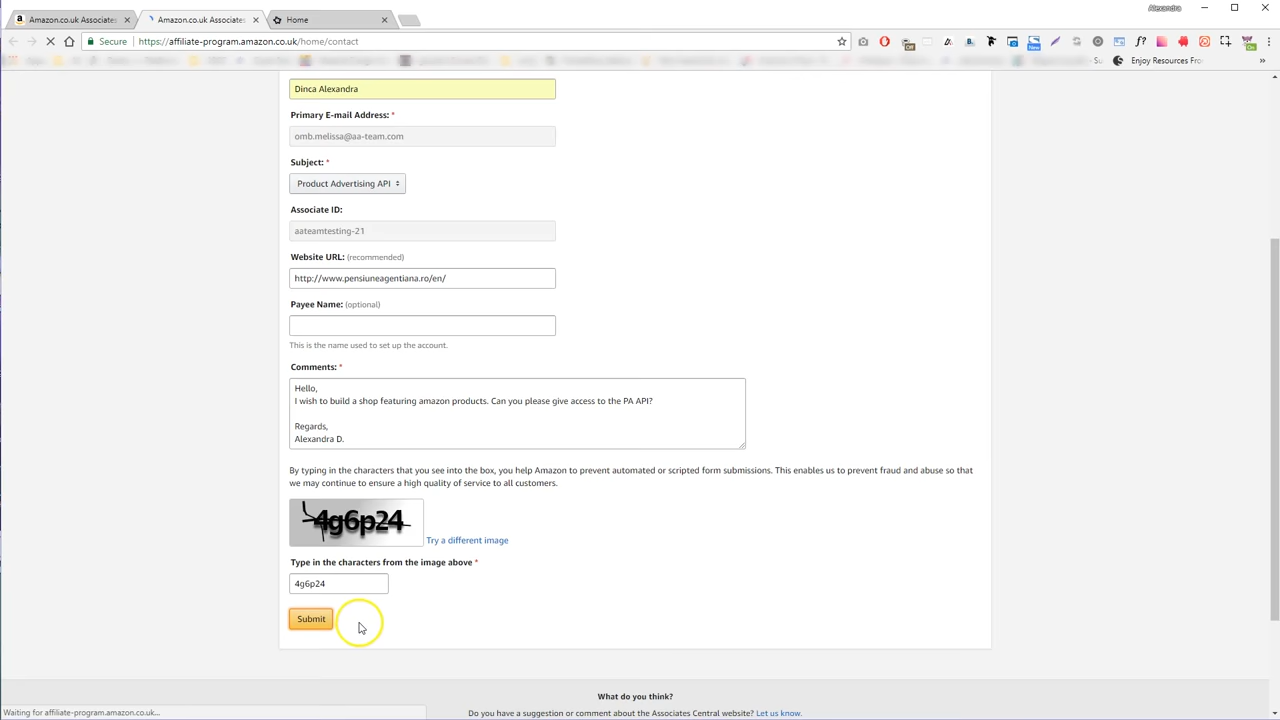 Amazon.co.uk Associates
Amazon.co.uk Associates
Home
Alexandra
Secure
https://affiliate-program.amazon.co.uk/home/contact
Off
New
f?
On
Su
Enjoy Resources Fro
»
Dinca Alexandra
Primary E-mail Address: *
omb.melissa@aa-team.com
Subject: *
Product Advertising API
Associate ID:
aateamtesting-21
Website URL: (recommended)
http://www.pensiuneagentiana.ro/en/
Payee Name: (optional)
This is the name used to set up the account.
Comments: *
Hello,
I wish to build a shop featuring amazon products. Can you please give access to the PA API?
Regards,
Alexandra D.
By typing in the characters that you see into the box, you help Amazon to prevent automated or scripted form submissions. This enables us to prevent fraud and abuse so that
we may continue to ensure a high quality of service to all customers.
4g6p24
Try a different image
Type in the characters from the image above *
4g6p24
Submit
What do you think?
Do you have a suggestion or comment about the Associates Central website? Let us know.
Waiting for affiliate-program.amazon.co.uk...